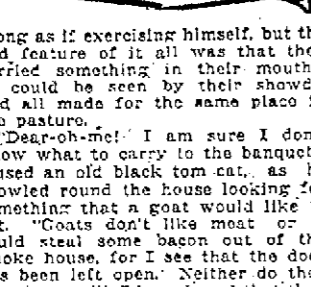 ong as if exercising himself, but th
d feature of it all was that the
rried something in their mouth
could be seen by their showd
d all made for the same place i
e pasture.
"Dear-oh-me! I am sure I don
ow what to carry to the banquet
used an old black tom cat, as h
owled round the house looking fo
mething that a goat would like t
t. "Goats don't like meat or
uld steal some bacon out of th
oke house, for I see that the doo
s been left open. Neither do the